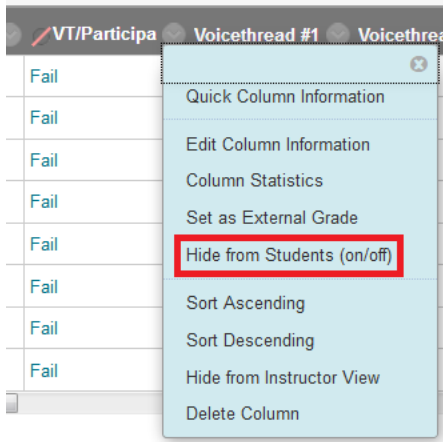 VT/Participa Voicethread #1 Voicethrea
Fail
Fail
Fail
Fail
Fail
Fail
Fail
Fail
Quick Column Information
Edit Column Information
Column Statistics
Set as External Grade
Hide from Students (on/off)
Sort Ascending
Sort Descending
Hide from Instructor View
Delete Column